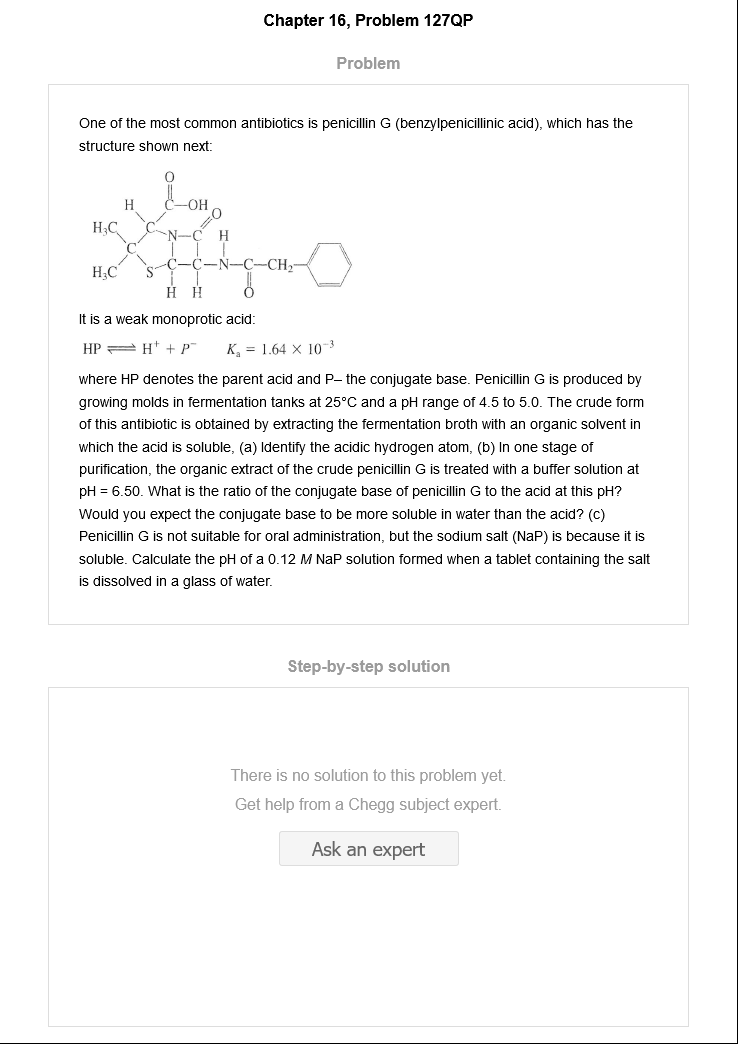 Chapter 16, Problem 127QP
Problem
One of the most common antibiotics is penicillin G (benzylpenicillinic acid), which has the
structure shown next:
O
H C—OH
O
H₃C C N—C H
C
H₃C S C—C—N—C—CH₂—
H H O
It is a weak monoprotic acid:
HP ⇌ H⁺ + P⁻ Kₐ = 1.64 × 10⁻³
where HP denotes the parent acid and P– the conjugate base. Penicillin G is produced by
growing molds in fermentation tanks at 25°C and a pH range of 4.5 to 5.0. The crude form
of this antibiotic is obtained by extracting the fermentation broth with an organic solvent in
which the acid is soluble, (a) Identify the acidic hydrogen atom, (b) In one stage of
purification, the organic extract of the crude penicillin G is treated with a buffer solution at
pH = 6.50. What is the ratio of the conjugate base of penicillin G to the acid at this pH?
Would you expect the conjugate base to be more soluble in water than the acid? (c)
Penicillin G is not suitable for oral administration, but the sodium salt (NaP) is because it is
soluble. Calculate the pH of a 0.12 M NaP solution formed when a tablet containing the salt
is dissolved in a glass of water.
Step-by-step solution
There is no solution to this problem yet.
Get help from a Chegg subject expert.
Ask an expert